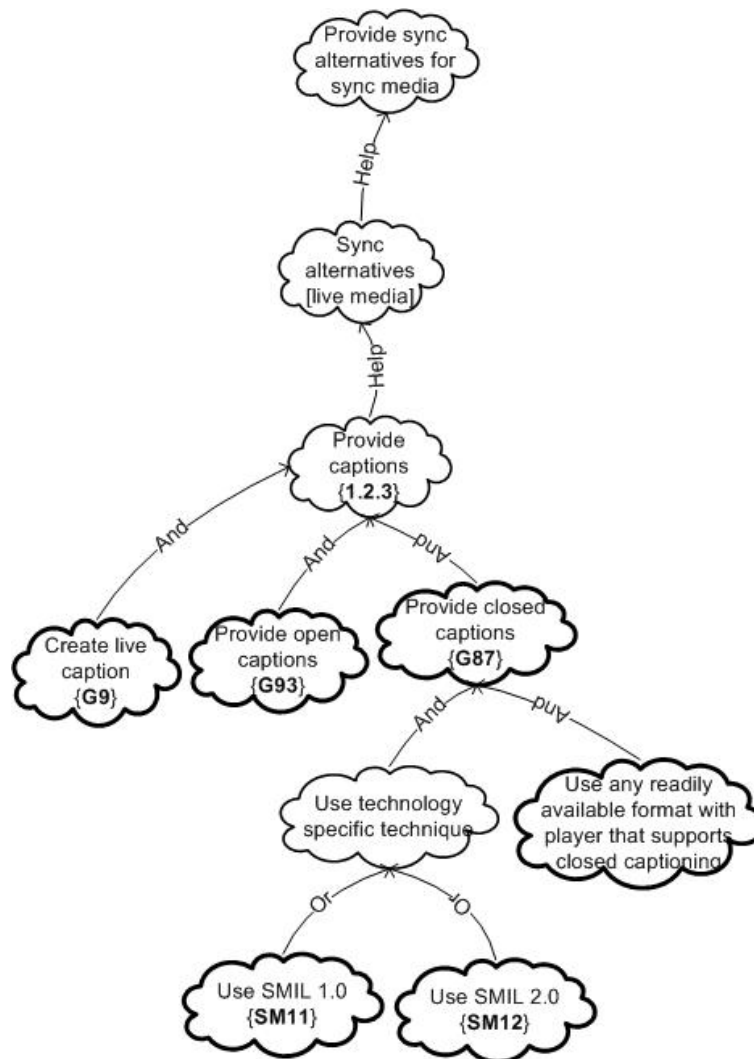 Provide sync
alternatives for
sync media
Help
Sync
alternatives
[live media]
Help
Provide
captions
{1.2.3}
And
And
And
Create live
caption
{G9}
Provide open
captions
{G93}
Provide closed
captions
{G87}
And
And
Use technology
specific technique
Use any readily
available format with
player that supports
closed captioning
Or
Or
Use SMIL 1.0
{SM11}
Use SMIL 2.0
{SM12}